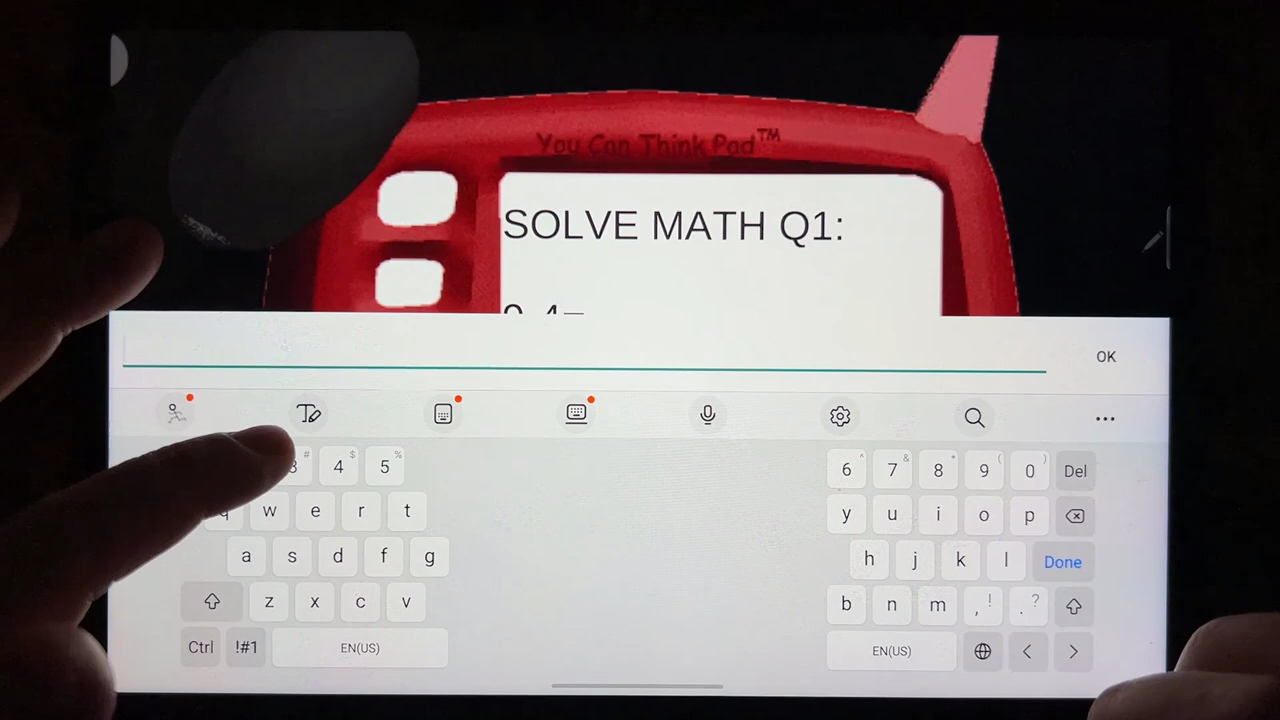 You Can Think Pad™
SOLVE MATH Q1:
OK
3 # 4 $ 5 % 6 ^ 7 & 8 * 9 ( 0 ) Del
q w e r t y u i o p
a s d f g h j k l Done
z x c v b n m , ! . ?
Ctrl !#1 EN(US) EN(US) < >